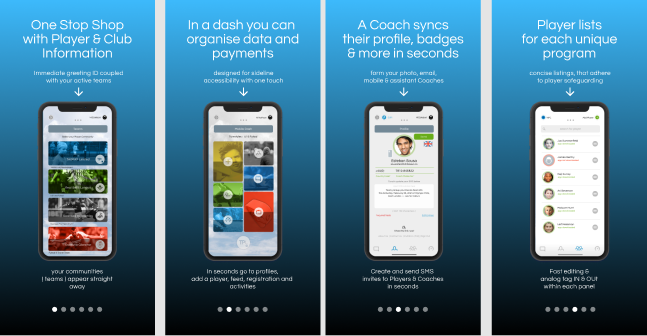 One Stop Shop
with Player & Club
Information
Immediate greeting ID coupled
with your active teams
your communities
( teams ) appear straight
away
In a dash you can
organise data and
payments
designed for sideline
accessibility with one touch
In seconds go to profiles,
add a player, feed, registration and
activities
A Coach syncs
their profile, badges
& more in seconds
form your photo, email,
mobile & assistant Coaches
Esteban Sousa
Create and send SMS
invites to Players & Coaches
in seconds
Player lists
for each unique
program
concise listings, that adhere
to player safeguarding
Fast editing &
analog tag IN & OUT
within each panel